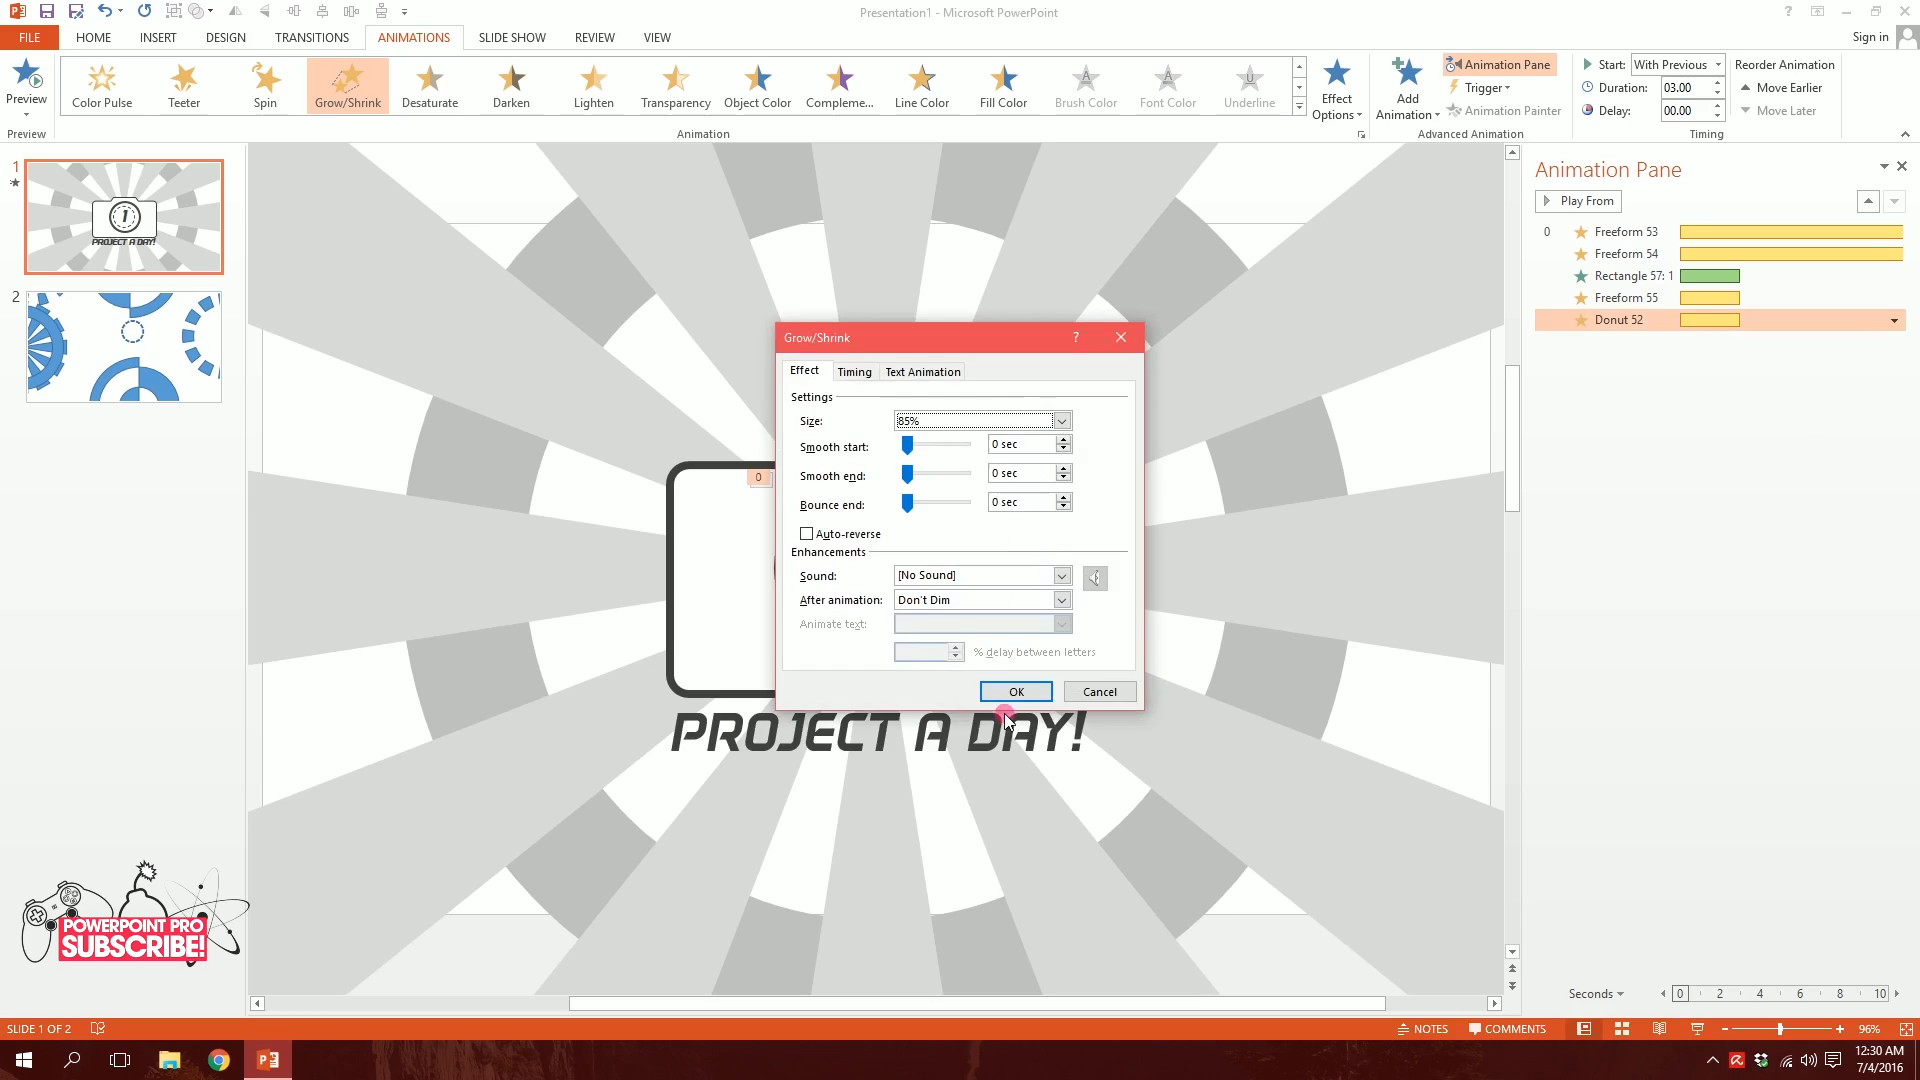 Presentation1 - Microsoft PowerPoint
FILE HOME INSERT DESIGN TRANSITIONS ANIMATIONS SLIDE SHOW REVIEW VIEW Sign in
Preview
Color Pulse Teeter Spin Grow/Shrink Desaturate Darken Lighten Transparency Object Color Compleme... Line Color Fill Color Brush Color Font Color Underline
Effect Options
Add Animation
Animation Pane
Trigger
Animation Painter
Start: With Previous
Duration: 03.00
Delay: 00.00
Reorder Animation
Move Earlier
Move Later
Preview Animation Advanced Animation Timing
1
1
PROJECT A DAY!
2
Animation Pane
Play From
0 Freeform 53
Freeform 54
Rectangle 57: 1
Freeform 55
Donut 52
0
Grow/Shrink ?
Effect Timing Text Animation
Settings
Size: 85%
Smooth start: 0 sec
Smooth end: 0 sec
Bounce end: 0 sec
Auto-reverse
Enhancements
Sound: [No Sound]
After animation: Don't Dim
Animate text:
% delay between letters
OK Cancel
PROJECT A DAY!
POWERPOINT PRO
SUBSCRIBE!
Seconds 0 2 4 6 8 10
SLIDE 1 OF 2 NOTES COMMENTS 96%
12:30 AM
7/4/2016